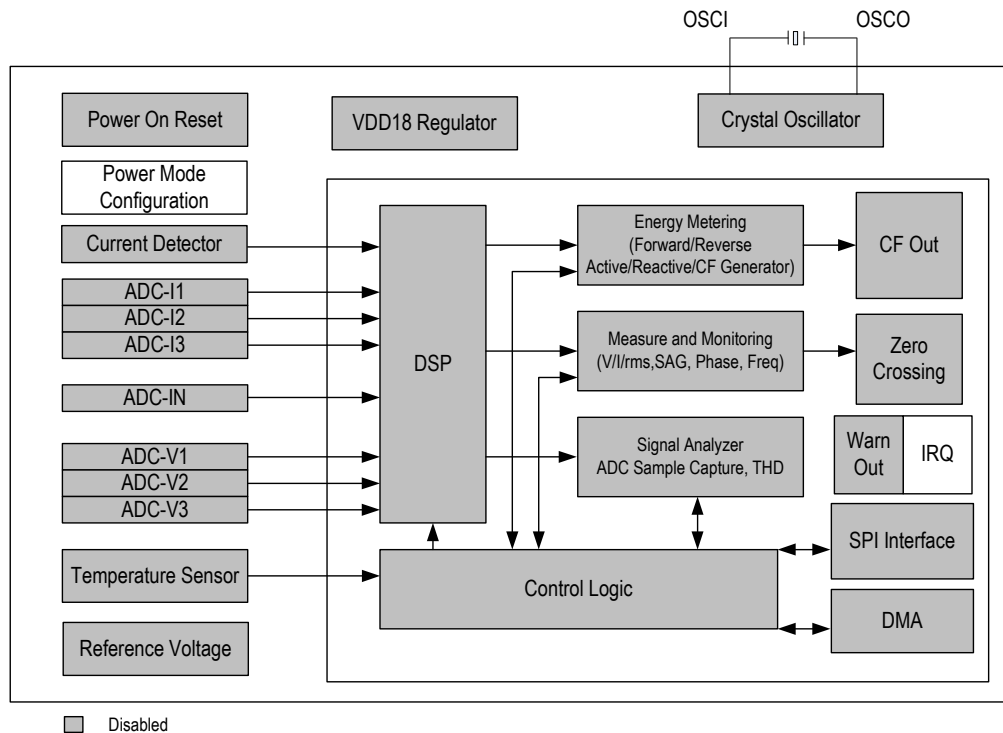 OSCI
OSCO
Power On Reset
VDD18 Regulator
Crystal Oscillator
Power Mode
Configuration
Current Detector
ADC-I1
ADC-I2
ADC-I3
ADC-IN
ADC-V1
ADC-V2
ADC-V3
Temperature Sensor
Reference Voltage
DSP
Energy Metering
(Forward/Reverse
Active/Reactive/CF Generator)
CF Out
Measure and Monitoring
(V/I/rms,SAG, Phase, Freq)
Zero
Crossing
Signal Analyzer
ADC Sample Capture, THD
Warn
Out
IRQ
SPI Interface
Control Logic
DMA
Disabled